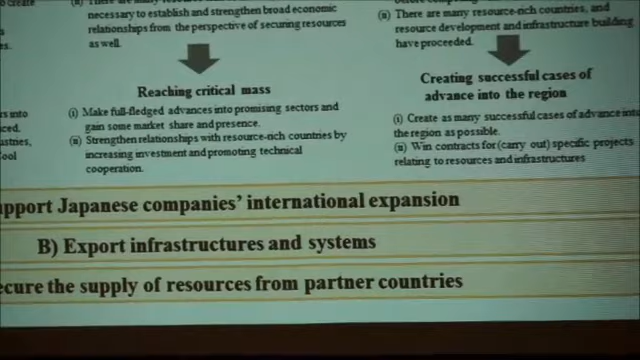 necessary to establish and strengthen broad economic
relationships from the perspective of securing resources
as well.
Reaching critical mass
(i) Make full-fledged advances into promising sectors and
gain some market share and presence.
(ii) Strengthen relationships with resource-rich countries by
increasing investment and promoting technical
cooperation.
(ii) There are many resource-rich countries, and
resource development and infrastructure building
have proceeded.
Creating successful cases of
advance into the region
(i) Create as many successful cases of advance into
the region as possible.
(ii) Win contracts for (carry out) specific projects
relating to resources and infrastructures
upport Japanese companies' international expansion
B) Export infrastructures and systems
ecure the supply of resources from partner countries